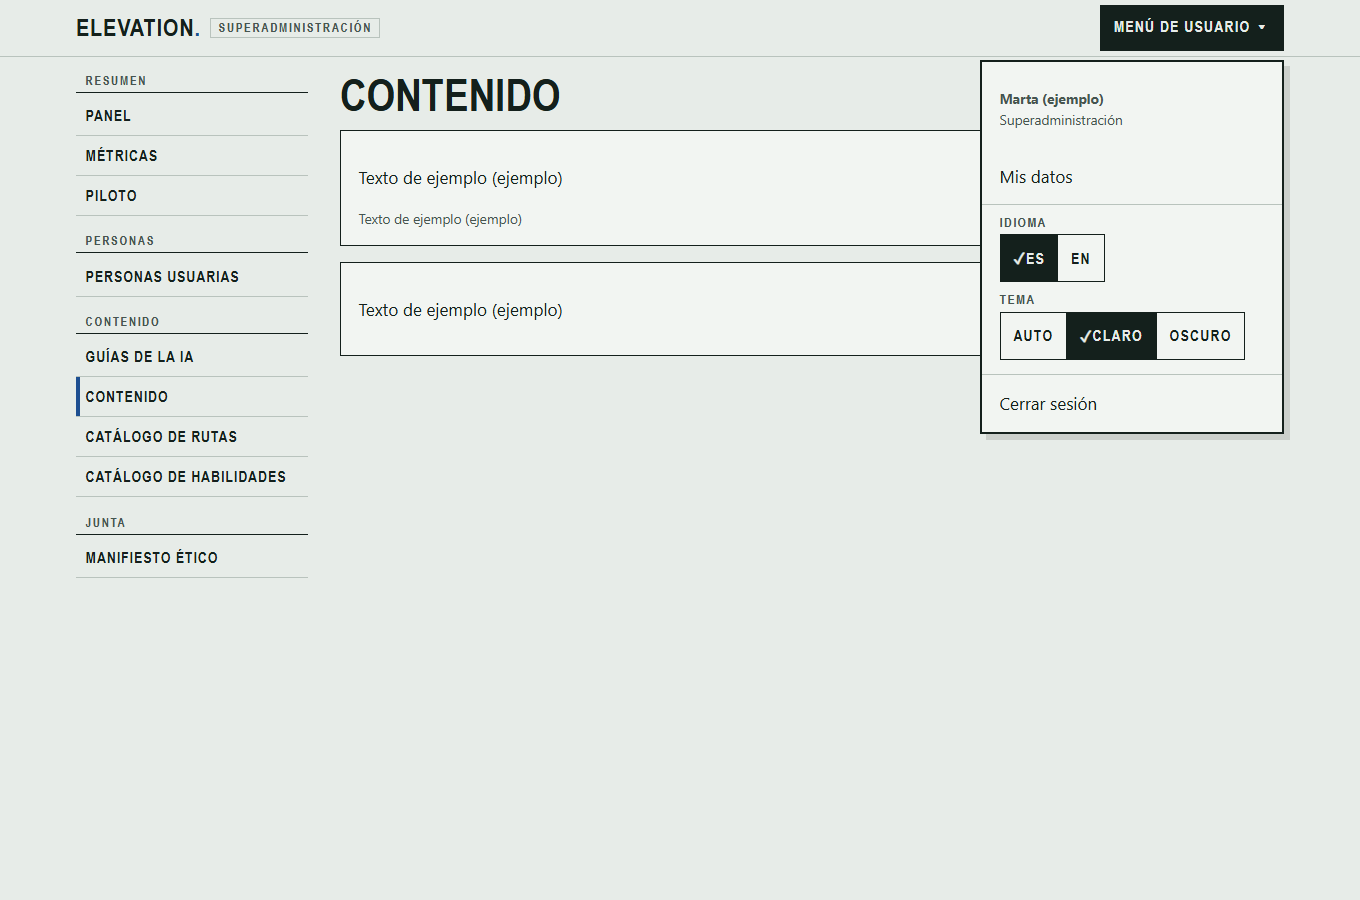 ELEVATION.
SUPERADMINISTRACIÓN
MENÚ DE USUARIO
RESUMEN
PANEL
MÉTRICAS
PILOTO
PERSONAS
PERSONAS USUARIAS
CONTENIDO
GUÍAS DE LA IA
CONTENIDO
CATÁLOGO DE RUTAS
CATÁLOGO DE HABILIDADES
JUNTA
MANIFIESTO ÉTICO
CONTENIDO
Texto de ejemplo (ejemplo)
Texto de ejemplo (ejemplo)
Texto de ejemplo (ejemplo)
Marta (ejemplo)
Superadministración
Mis datos
IDIOMA
✓ES EN
TEMA
AUTO ✓CLARO OSCURO
Cerrar sesión